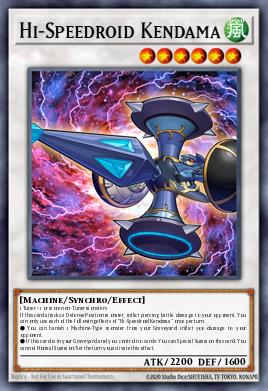 HI-SPEEDROID KENDAMA
[MACHINE/SYNCHRO/EFFECT]
1 Tuner + 1 or more non-Tuner monsters
If this card attacks a Defense Position monster, inflict piercing battle damage to your opponent. You
can only use each of the following effects of "Hi-Speedroid Kendama" once per turn.
● You can banish 1 Machine-Type monster from your Graveyard; inflict 500 damage to your
opponent.
● If this card is in your Graveyard and you control no cards: You can Special Summon this card. You
cannot Normal Summon/Set the turn you activate this effect.
ATK/2200 DEF/1600
Replica - Not For Use in Sanctioned Tournaments
©2020 Studio Dice/SHUEISHA, TV TOKYO, KONAMI